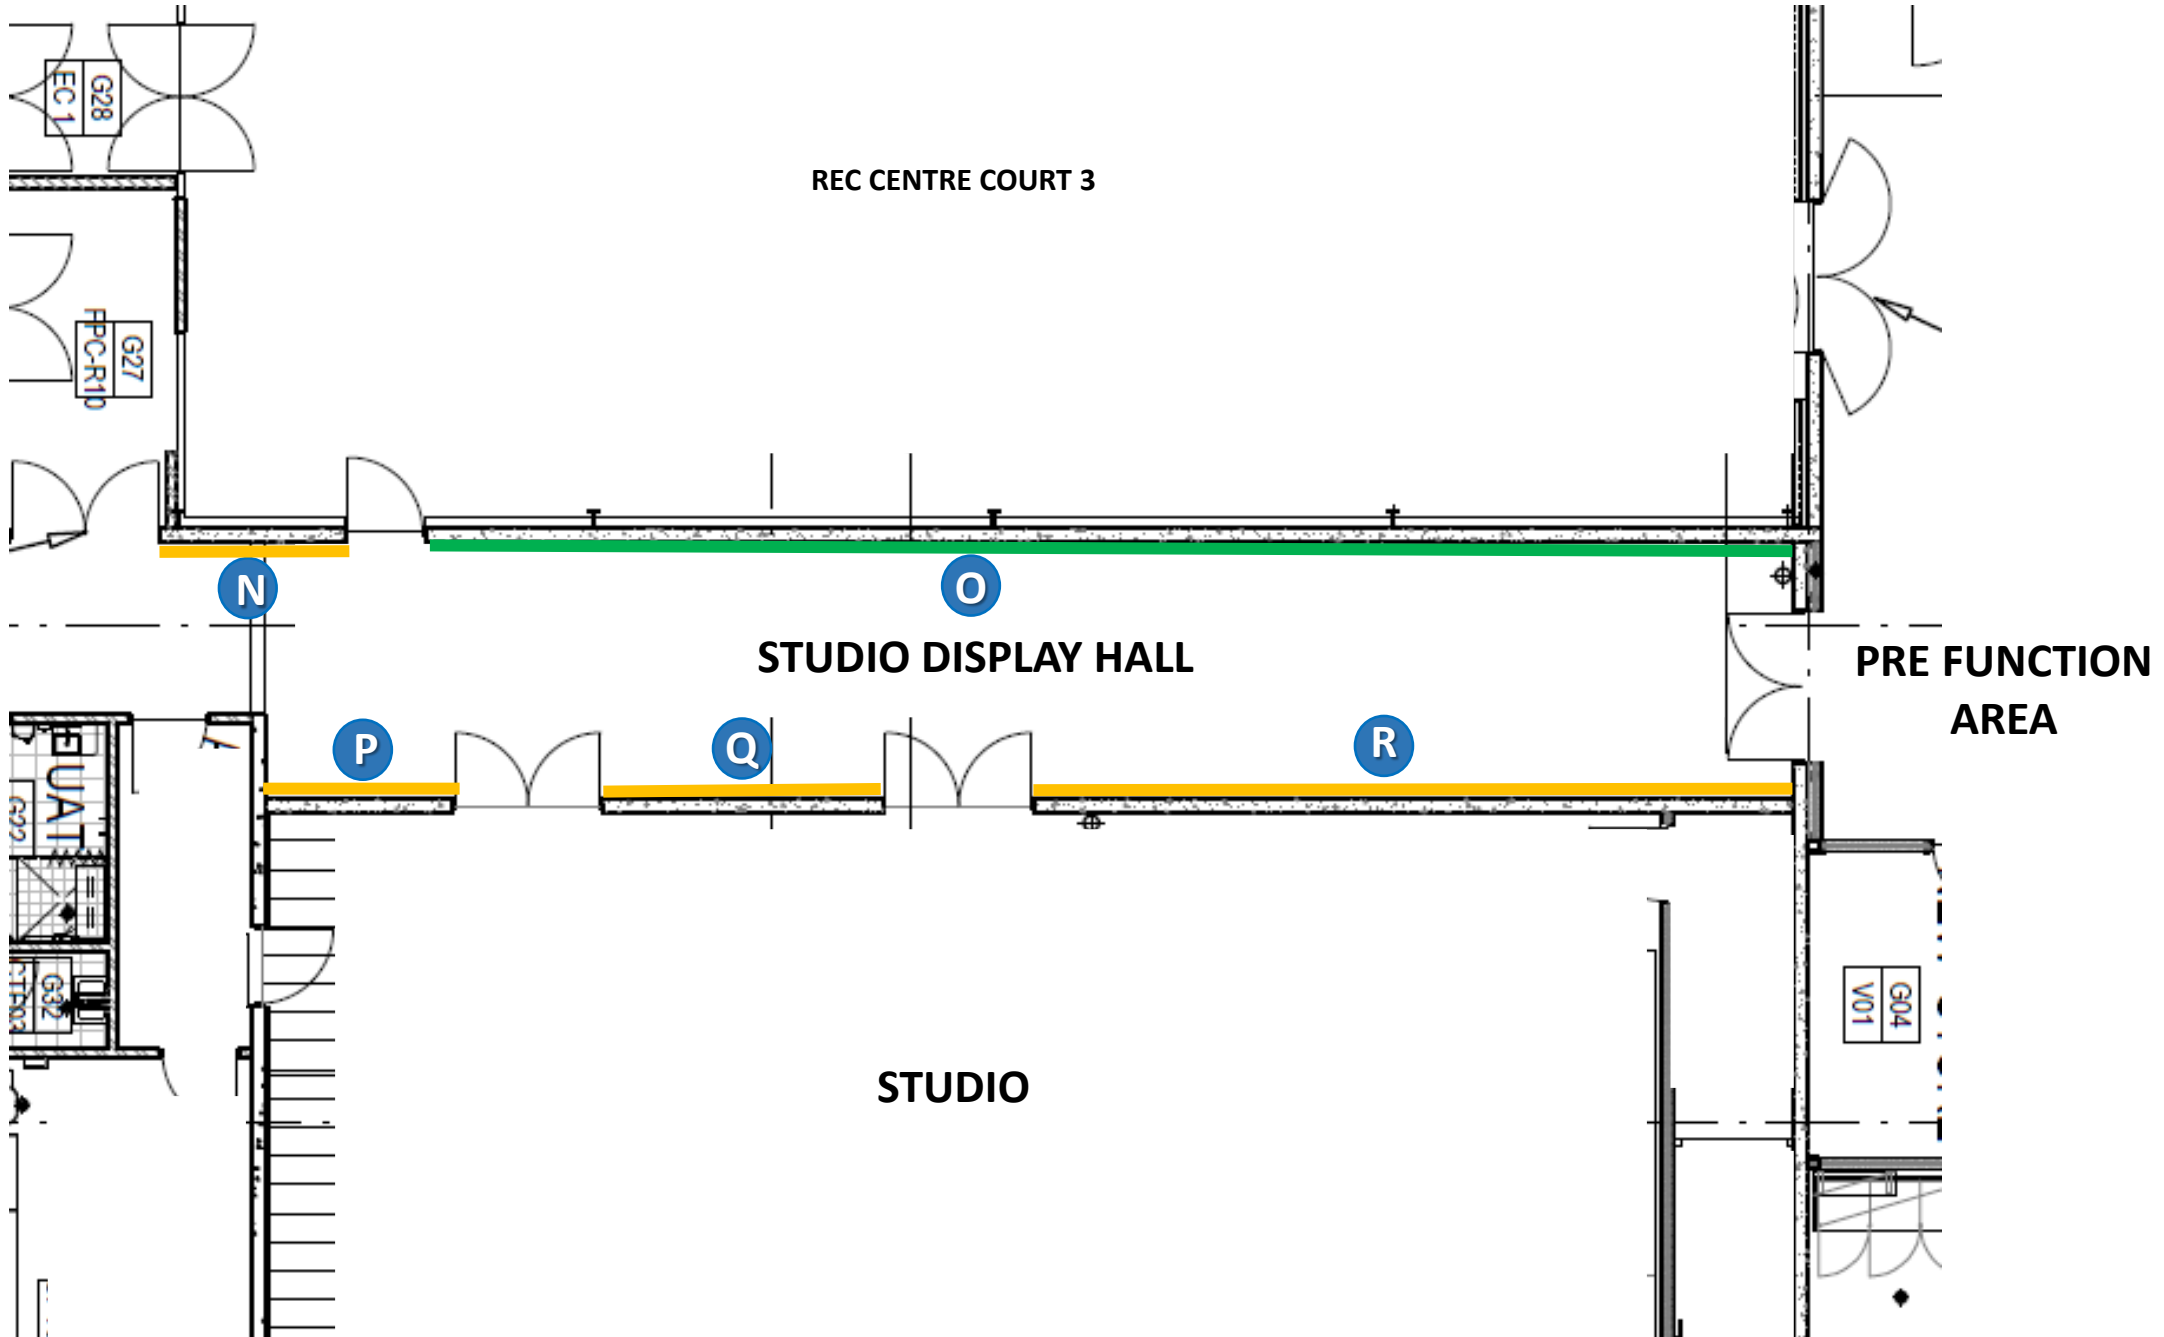 G28
EC 1
REC CENTRE COURT 3
G27
FPC-R10
N
O
STUDIO DISPLAY HALL
PRE FUNCTION
AREA
P
Q
R
UAT
G32
G04
V01
STUDIO